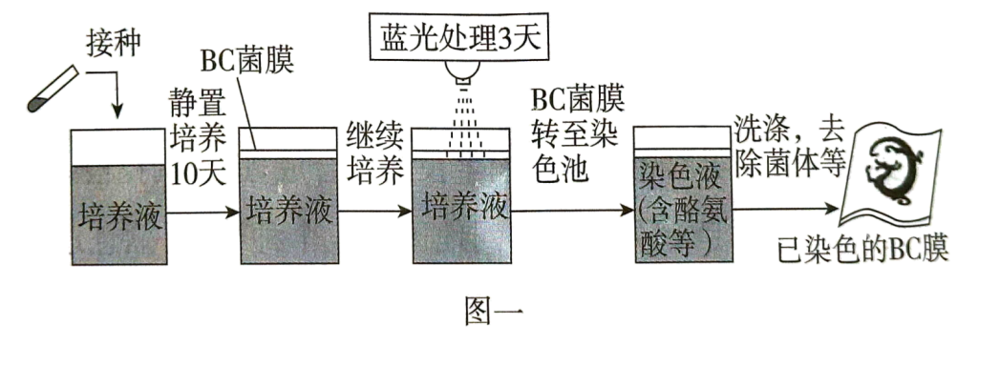 接种
BC菌膜
蓝光处理3天
静置
培养
10天
继续
培养
BC菌膜
转至染
色池
洗涤，去
除菌体等
培养液
培养液
培养液
染色液
(含酪氨
酸等)
已染色的BC膜
图一